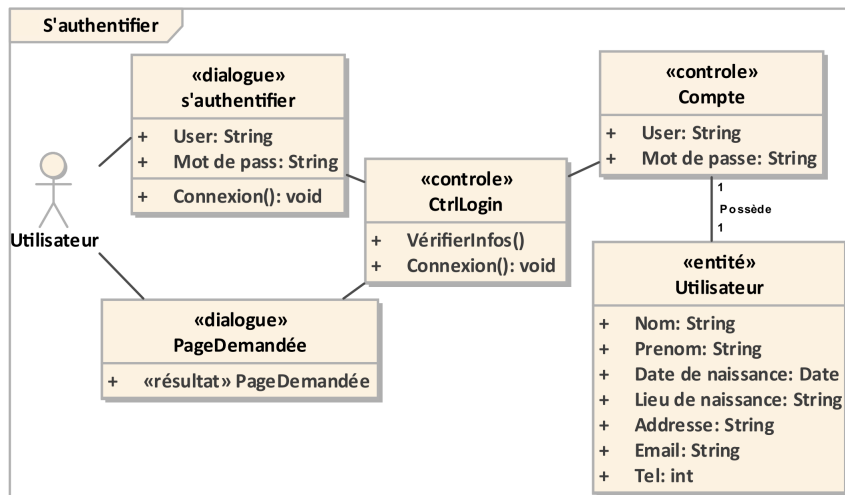 S'authentifier
«dialogue»
s'authentifier
+ User: String
+ Mot de pass: String
+ Connexion(): void
Utilisateur
«dialogue»
PageDemandée
+ «résultat» PageDemandée
«controle»
CtrlLogin
+ VérifierInfos()
+ Connexion(): void
«controle»
Compte
+ User: String
+ Mot de passe: String
1
Possède
1
«entité»
Utilisateur
+ Nom: String
+ Prenom: String
+ Date de naissance: Date
+ Lieu de naissance: String
+ Addresse: String
+ Email: String
+ Tel: int